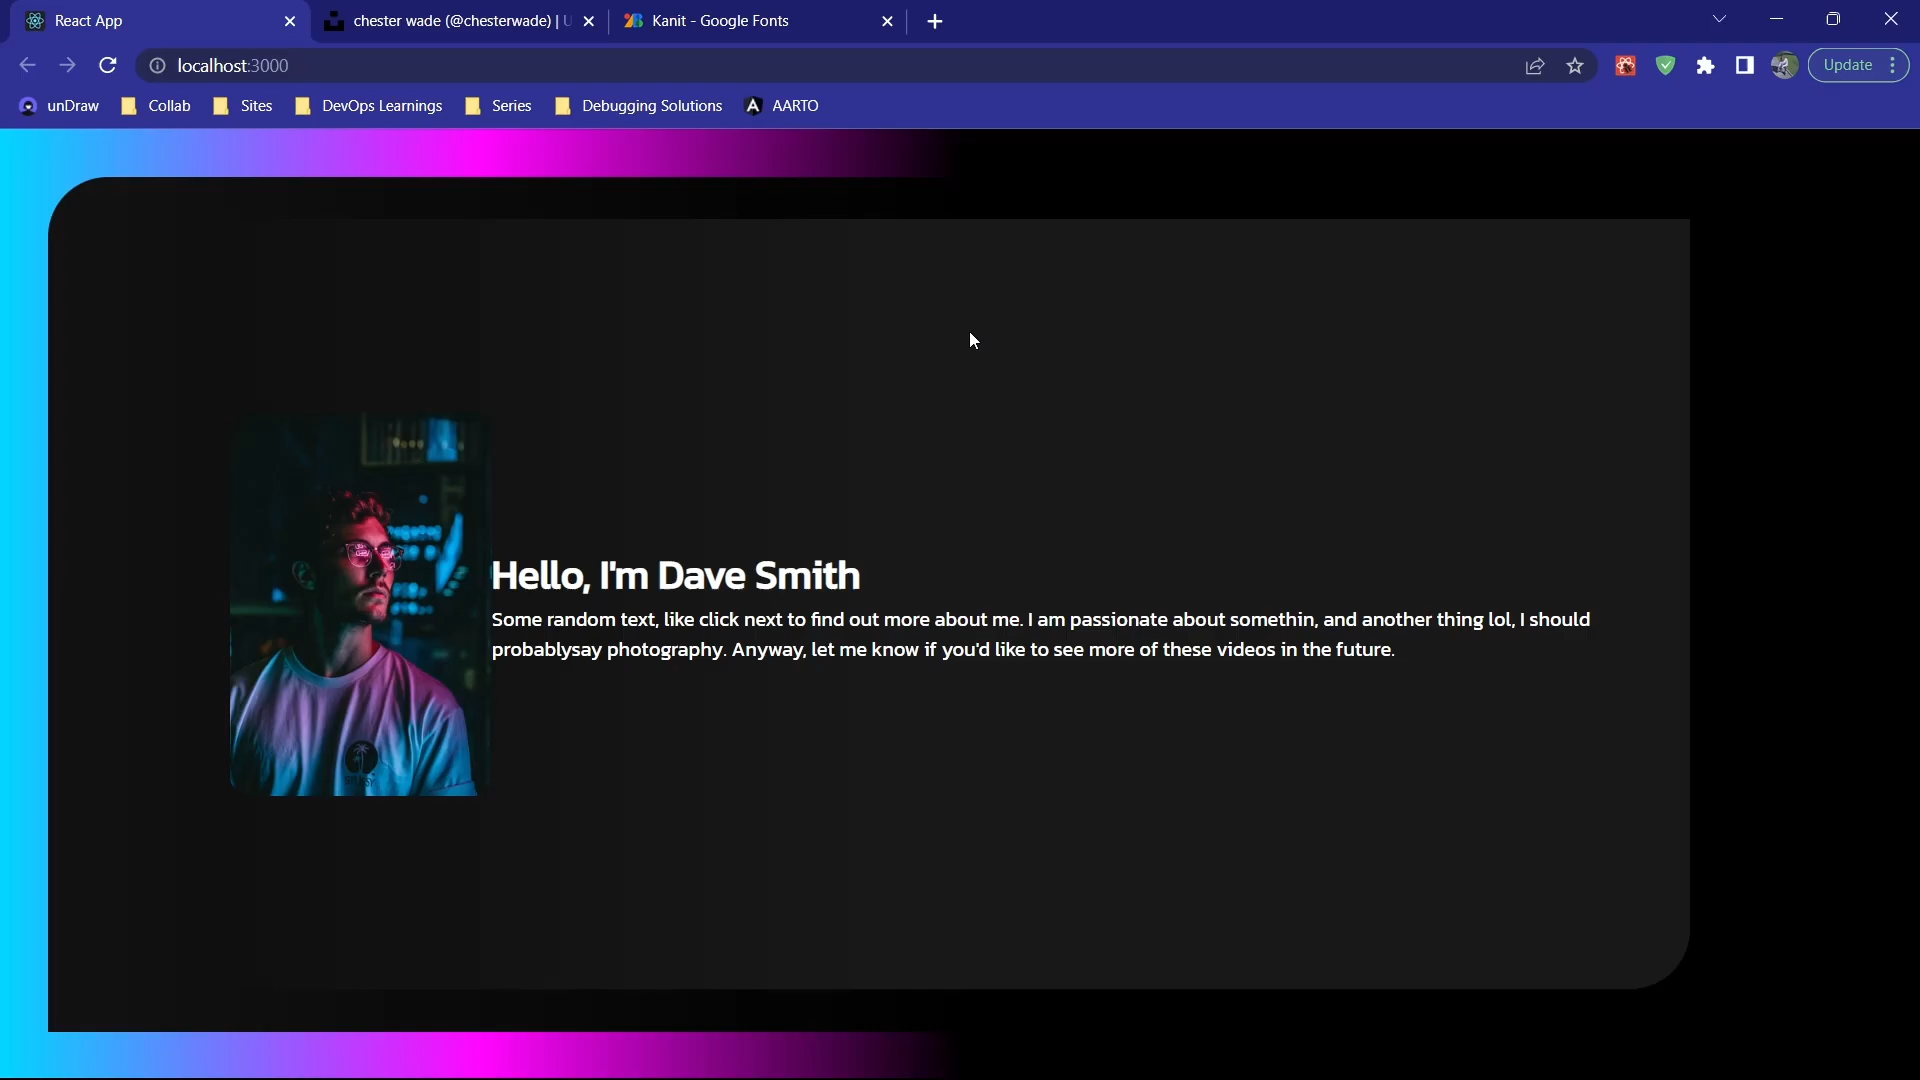 React App
chester wade (@chesterwade) | U
Kanit - Google Fonts
localhost:3000
Update
unDraw
Collab
Sites
DevOps Learnings
Series
Debugging Solutions
AARTO
Hello, I'm Dave Smith
Some random text, like click next to find out more about me. I am passionate about somethin, and another thing lol, I should
probablysay photography. Anyway, let me know if you'd like to see more of these videos in the future.